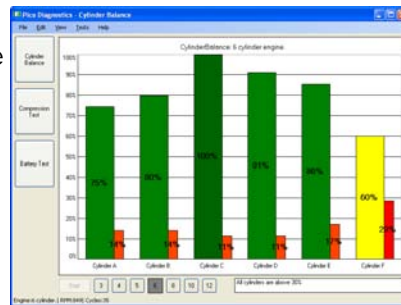 Pico Diagnostics - Cylinder Balance
File Edit View Tools Help
CylinderBalance: 6 cylinder engine
Cylinder
Balance
Compression
Test
Battery Test
100%
90%
80%
70%
60%
50%
40%
30%
20%
10%
0%
75%
14%
80%
14%
100%
11%
91%
11%
86%
17%
60%
Cylinder A Cylinder B Cylinder C Cylinder D Cylinder E Cylinder F
Start 3 4 5 6 8 10 12
All cylinders are above 30%